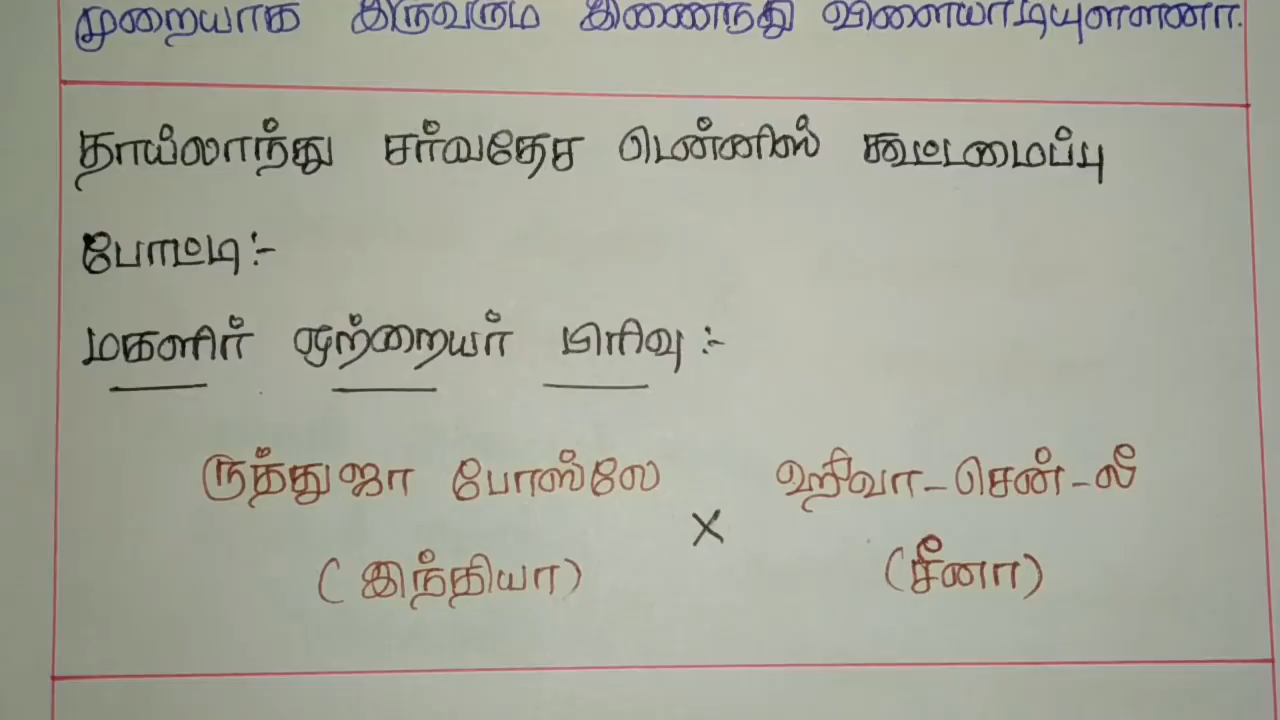 முறையாக இருவரும் இணைந்து விளையாடியுள்ளனர்.
தாய்லாந்து சர்வதேச டென்னிஸ் கூட்டமைப்பு
போட்டி:-
மகளிர் ஒற்றையர் பிரிவு :-
ருத்துஜா போஸ்லே × ஹிவா-சென்-லீ
(இந்தியா) (சீனா)